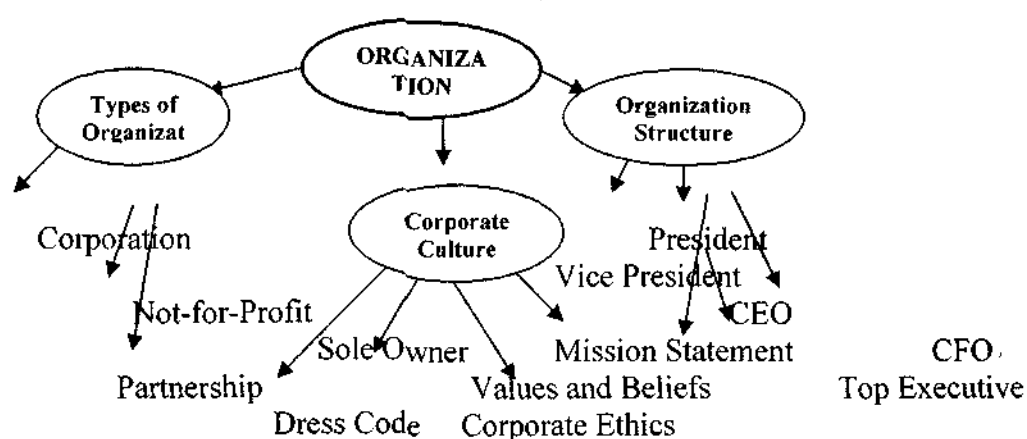 ORGANIZA
TION
Types of
Organizat
Organization
Structure
Corporate
Culture
Corporation
President
Vice President
Not-for-Profit
CEO
Sole Owner
Mission Statement
CFO
Partnership
Values and Beliefs
Top Executive
Dress Code
Corporate Ethics